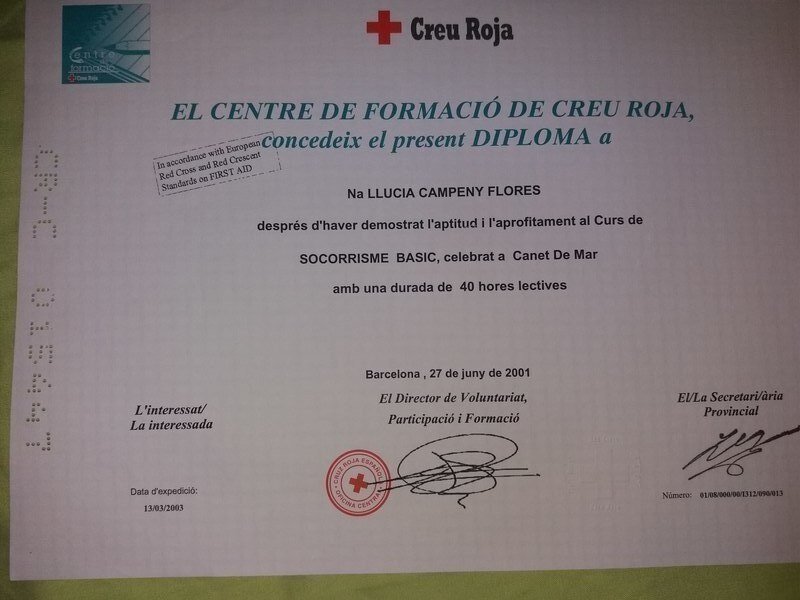 Centre
formació
Creu Roja
Creu Roja
EL CENTRE DE FORMACIÓ DE CREU ROJA,
concedeix el present DIPLOMA a
In accordance with European
Red Cross and Red Crescent
Standards on FIRST AID
Na LLUCIA CAMPENY FLORES
després d'haver demostrat l'aptitud i l'aprofitament al Curs de
SOCORRISME BASIC, celebrat a Canet De Mar
amb una durada de 40 hores lectives
Barcelona , 27 de juny de 2001
L'interessat/
La interessada
El Director de Voluntariat,
Participació i Formació
El/La Secretari/ària
Provincial
CRUZ ROJA ESPAÑOLA
OFICINA CENTRAL
Data d'expedició:
13/03/2003
Número: 01/08/000/00/I312/090/013